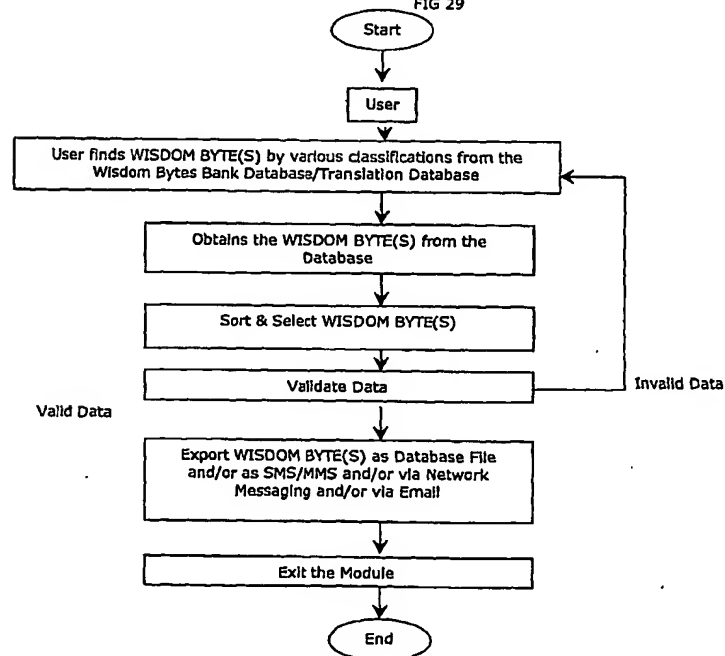 FIG 29
Start
User
User finds WISDOM BYTE(S) by various classifications from the
Wisdom Bytes Bank Database/Translation Database
Obtains the WISDOM BYTE(S) from the
Database
Sort & Select WISDOM BYTE(S)
Validate Data
Invalid Data
Valid Data
Export WISDOM BYTE(S) as Database File
and/or as SMS/MMS and/or via Network
Messaging and/or via Email
Exit the Module
End